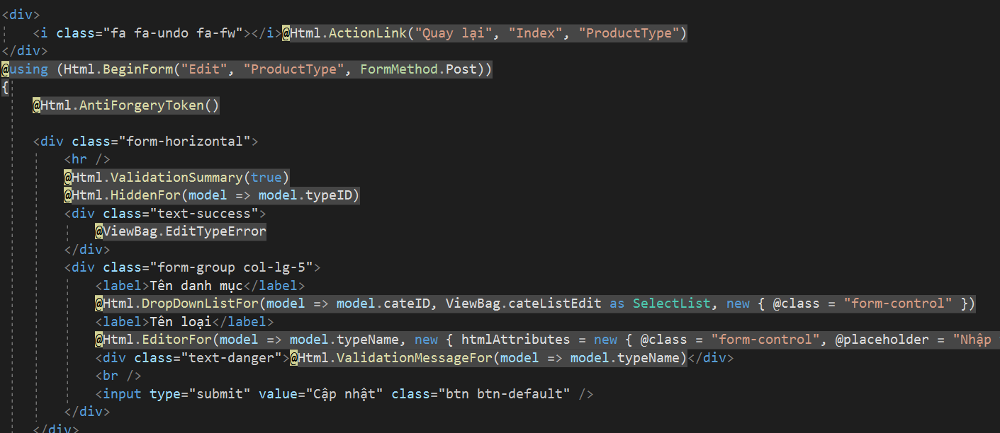 <div>
<i class="fa fa-undo fa-fw"></i>@Html.ActionLink("Quay lại", "Index", "ProductType")
</div>
@using (Html.BeginForm("Edit", "ProductType", FormMethod.Post))
{
@Html.AntiForgeryToken()
<div class="form-horizontal">
<hr />
@Html.ValidationSummary(true)
@Html.HiddenFor(model => model.typeID)
<div class="text-success">
@ViewBag.EditTypeError
</div>
<div class="form-group col-lg-5">
<label>Tên danh mục</label>
@Html.DropDownListFor(model => model.cateID, ViewBag.cateListEdit as SelectList, new { @class = "form-control" })
<label>Tên loại</label>
@Html.EditorFor(model => model.typeName, new { htmlAttributes = new { @class = "form-control", @placeholder = "Nhập
<div class="text-danger">@Html.ValidationMessageFor(model => model.typeName)</div>
<br />
<input type="submit" value="Cập nhật" class="btn btn-default" />
</div>
</div>